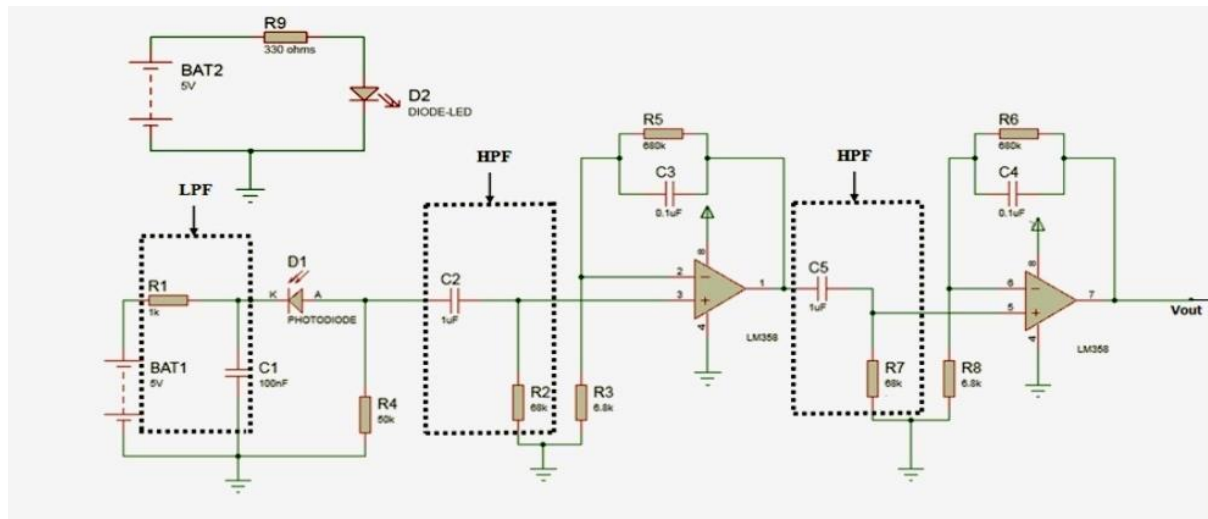 R9
330 ohms
BAT2
5V
D2
DIODE-LED
LPF
HPF
R5
680k
C3
0.1uF
HPF
R6
680k
C4
0.1uF
R1
1k
D1
K
A
PHOTODIODE
C2
1uF
8
2
3
1
4
LM358
C5
1uF
8
6
5
7
4
LM358
Vout
BAT1
5V
C1
100nF
R4
50k
R2
68k
R3
6.8k
R7
68k
R8
6.8k